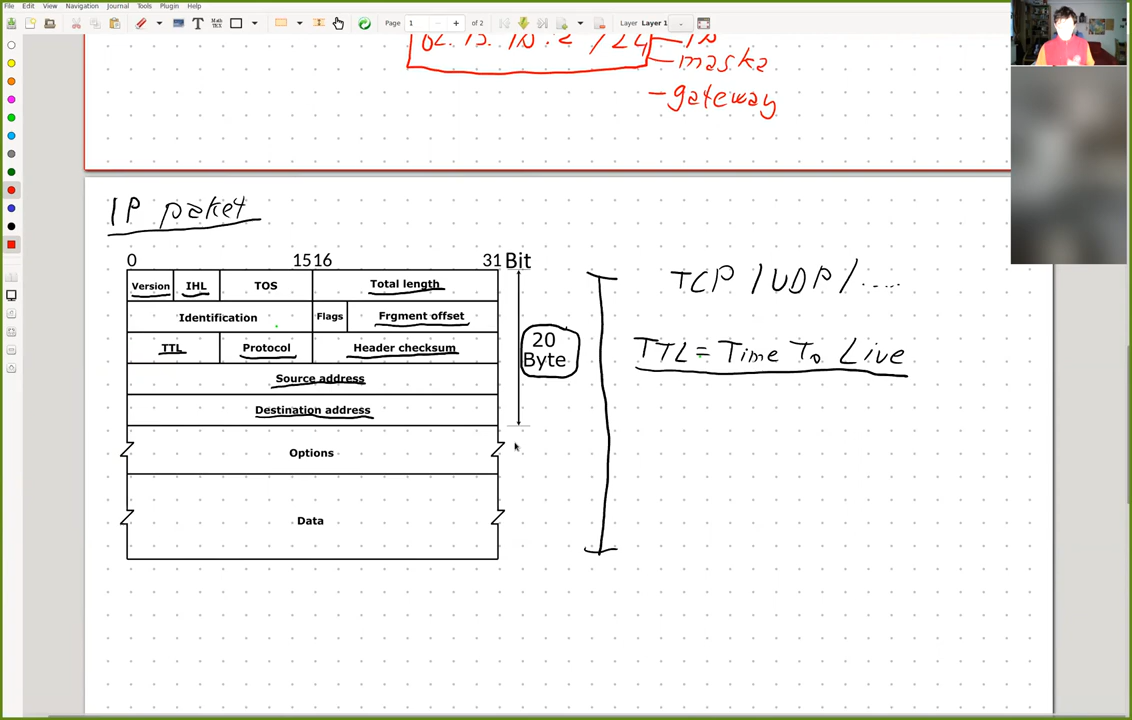 File Edit View Navigation Journal Tools Plugin Help
Page 1 of 2 Layer Layer 1
maska
-gateway
IP paket
0 15 16 31 Bit
Version IHL TOS Total length
Identification Flags Frgment offset
TTL Protocol Header checksum
Source address
Destination address
Options
Data
20
Byte
TCP / UDP / .....
TTL = Time To Live